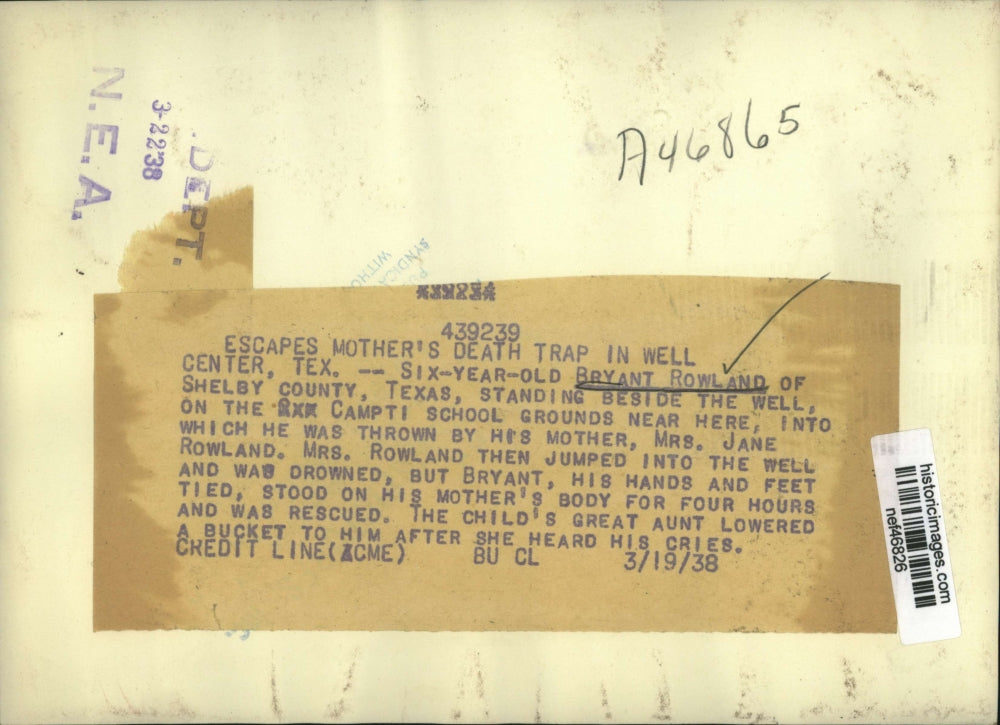 N.E.A.
3-22-38
.DEPT.
A46865
SYNDICA
WITHOU
439234
439239
ESCAPES MOTHER'S DEATH TRAP IN WELL
CENTER, TEX. -- SIX-YEAR-OLD BRYANT ROWLAND OF
SHELBY COUNTY, TEXAS, STANDING BESIDE THE WELL,
ON THE CAMPTI SCHOOL GROUNDS NEAR HERE, INTO
WHICH HE WAS THROWN BY HIS MOTHER, MRS. JANE
ROWLAND. MRS. ROWLAND THEN JUMPED INTO THE WELL
AND WAS DROWNED, BUT BRYANT, HIS HANDS AND FEET
TIED, STOOD ON HIS MOTHER'S BODY FOR FOUR HOURS
AND WAS RESCUED. THE CHILD'S GREAT AUNT LOWERED
A BUCKET TO HIM AFTER SHE HEARD HIS CRIES.
CREDIT LINE(ACME) BU CL 3/19/38
historicimages.com
nef46826